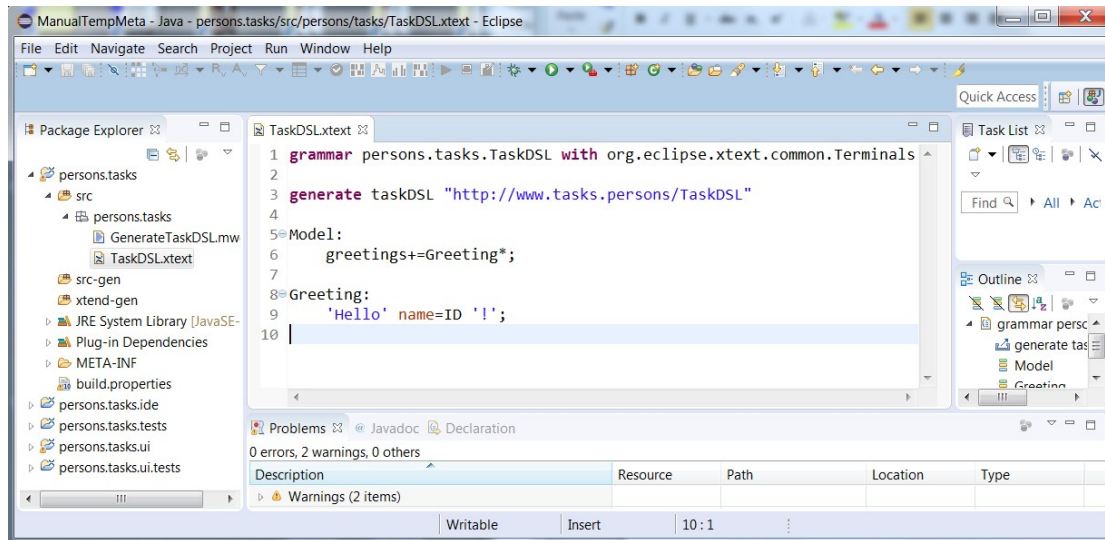 ManualTempMeta - Java - persons.tasks/src/persons/tasks/TaskDSL.xtext - Eclipse
File Edit Navigate Search Project Run Window Help
Quick Access
Package Explorer
persons.tasks
src
persons.tasks
GenerateTaskDSL.mw
TaskDSL.xtext
src-gen
xtend-gen
JRE System Library [JavaSE-
Plug-in Dependencies
META-INF
build.properties
persons.tasks.ide
persons.tasks.tests
persons.tasks.ui
persons.tasks.ui.tests
TaskDSL.xtext
1 grammar persons.tasks.TaskDSL with org.eclipse.xtext.common.Terminals
2
3 generate taskDSL "http://www.tasks.persons/TaskDSL"
4
5 Model:
6 greetings+=Greeting*;
7
8 Greeting:
9 'Hello' name=ID '!';
10
Task List
Find All Act
Outline
grammar persc
generate tas
Model
Greeting
Problems Javadoc Declaration
0 errors, 2 warnings, 0 others
Description Resource Path Location Type
Warnings (2 items)
Writable Insert 10:1